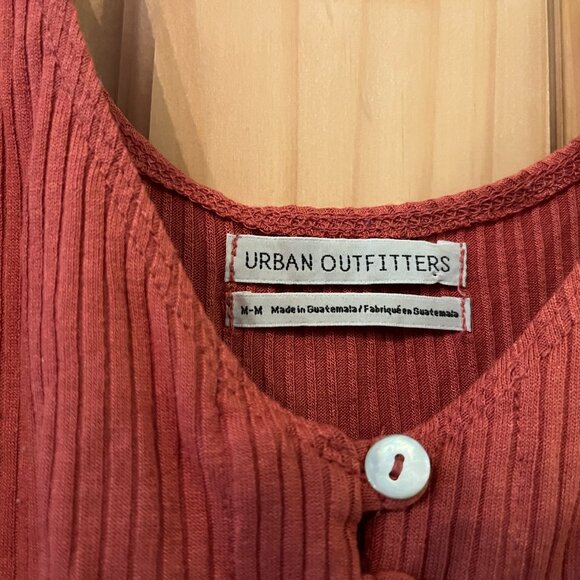 URBAN OUTFITTERS
M-M Made in Guatemala / Fabriqué en Guatemala